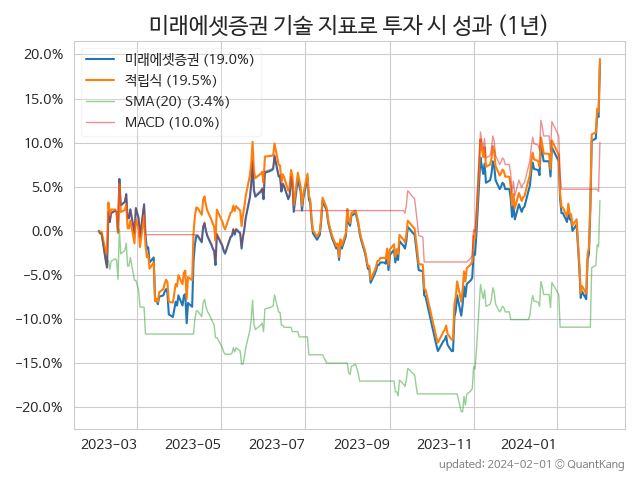 미래에셋증권 기술 지표로 투자 시 성과 (1년)
20.0%
15.0%
10.0%
5.0%
0.0%
−5.0%
−10.0%
−15.0%
−20.0%
미래에셋증권 (19.0%)
적립식 (19.5%)
SMA(20) (3.4%)
MACD (10.0%)
2023-03 2023-05 2023-07 2023-09 2023-11 2024-01
updated: 2024-02-01 © QuantKang